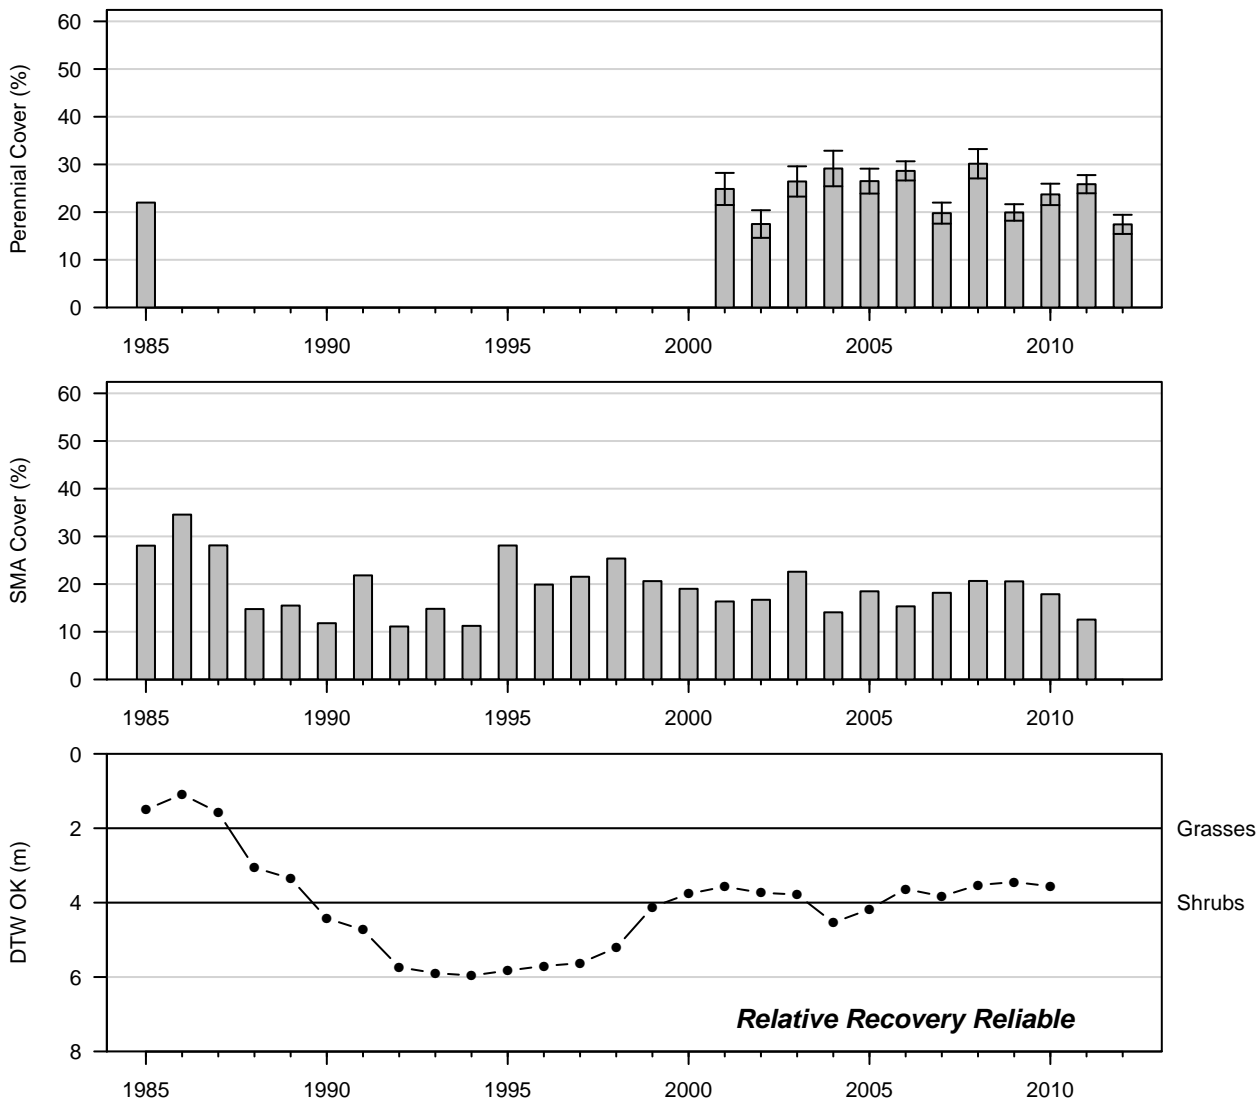 Perennial Cover (%)
60
50
40
30
20
10
0
1985 1990 1995 2000 2005 2010
SMA Cover (%)
60
50
40
30
20
10
0
1985 1990 1995 2000 2005 2010
DTW OK (m)
0
2
4
6
8
Grasses
Shrubs
Relative Recovery Reliable
1985 1990 1995 2000 2005 2010